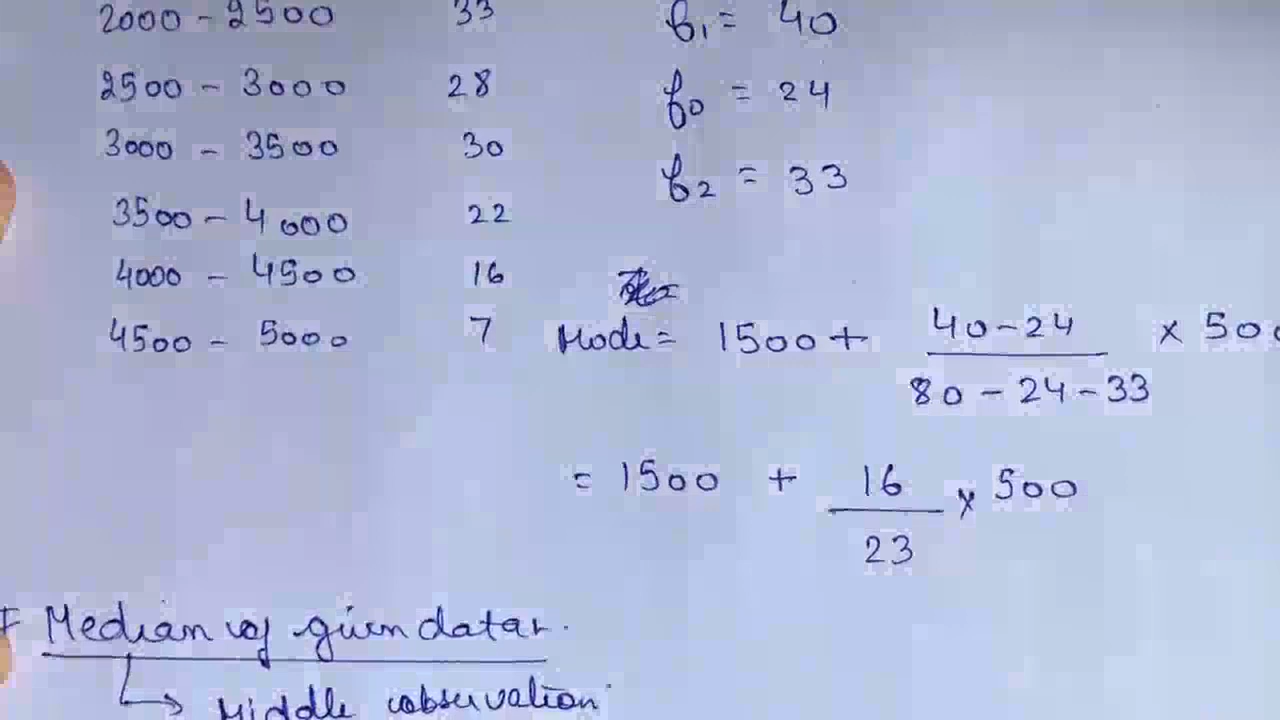 2000 - 2500 33
2500 - 3000 28
3000 - 3500 30
3500 - 4000 22
4000 - 4500 16
4500 - 5000 7
f₁ = 40
f₀ = 24
f₂ = 33
Mode = 1500 + 40-24 / 80 - 24 - 33 × 500
= 1500 + 16 / 23 × 500
Median of given data
↳ Middle observation